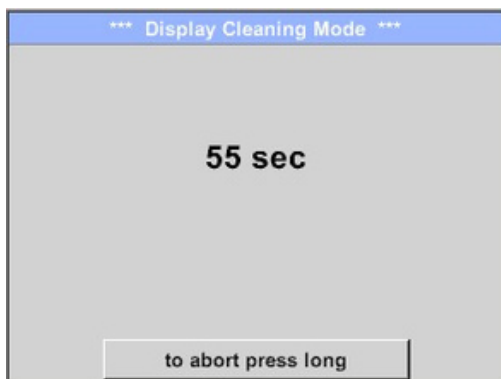 *** Display Cleaning Mode ***
55 sec
to abort press long